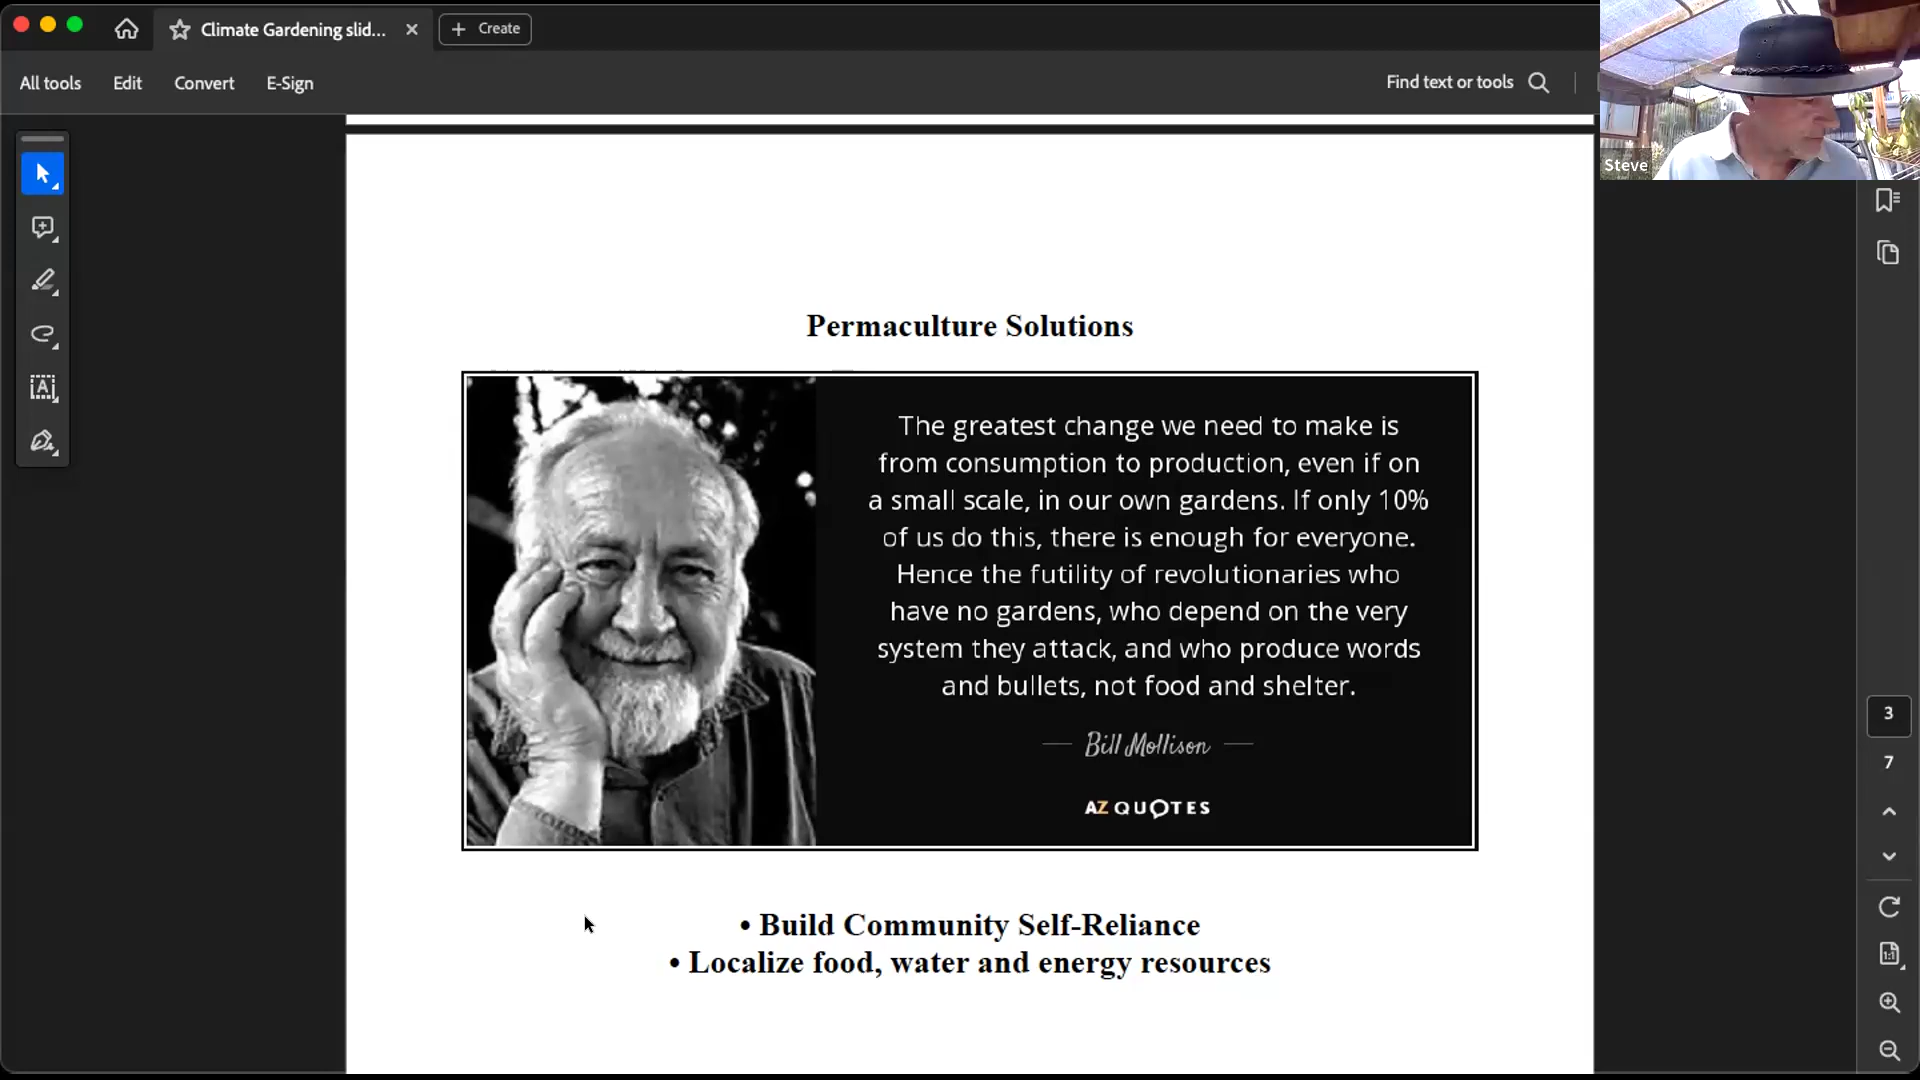 Climate Gardening slid...
Create
All tools
Edit
Convert
E-Sign
Find text or tools
Steve
Permaculture Solutions
The greatest change we need to make is
from consumption to production, even if on
a small scale, in our own gardens. If only 10%
of us do this, there is enough for everyone.
Hence the futility of revolutionaries who
have no gardens, who depend on the very
system they attack, and who produce words
and bullets, not food and shelter.
Bill Mollison
AZ QUOTES
• Build Community Self-Reliance
• Localize food, water and energy resources
3
7